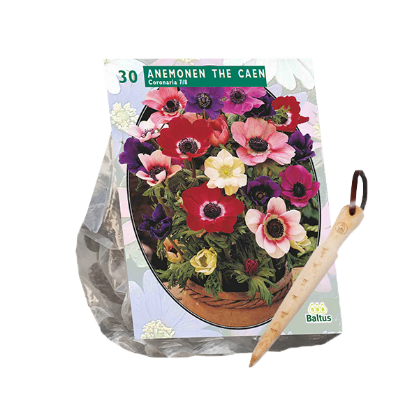 30 ANEMONEN THE CAEN
Coronaria 7/8
Baltus